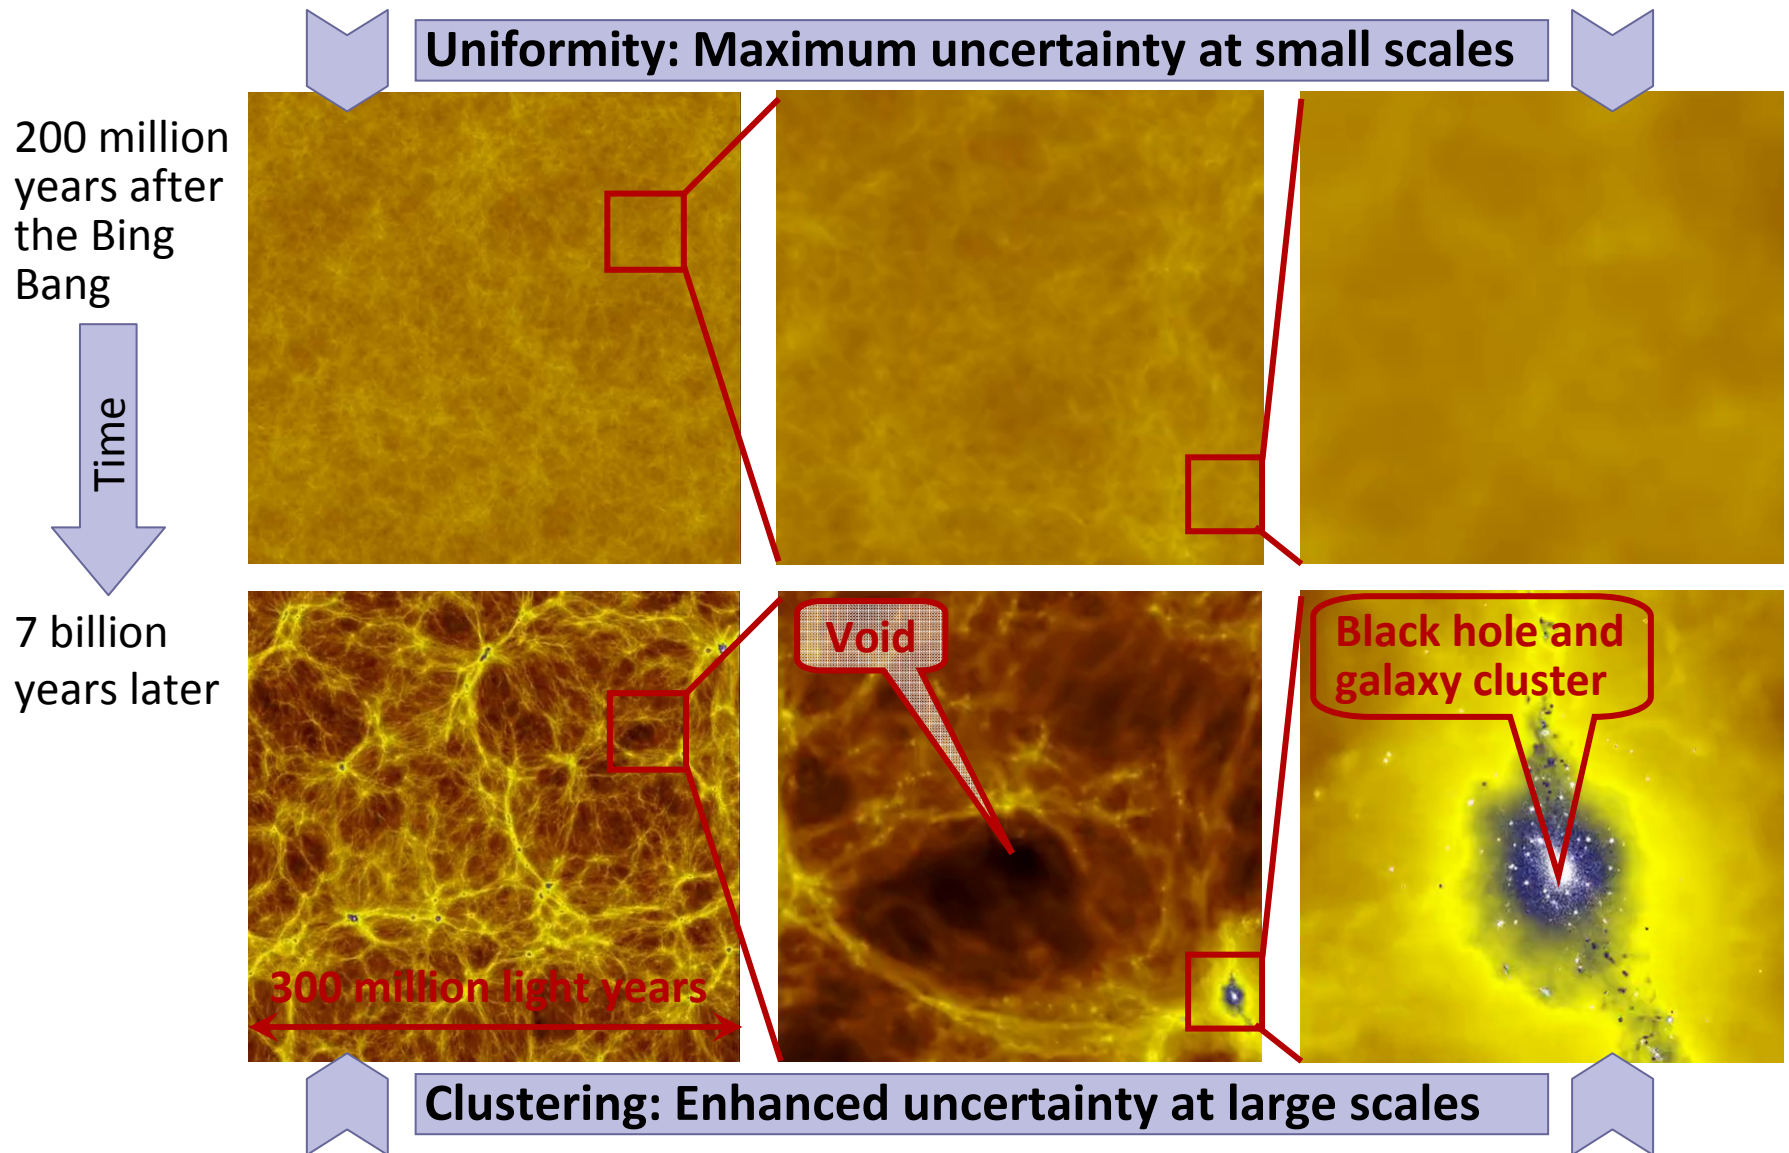 Uniformity: Maximum uncertainty at small scales
200 million
years after
the Bing
Bang
Time
7 billion
years later
Void
Black hole and
galaxy cluster
300 million light years
Clustering: Enhanced uncertainty at large scales